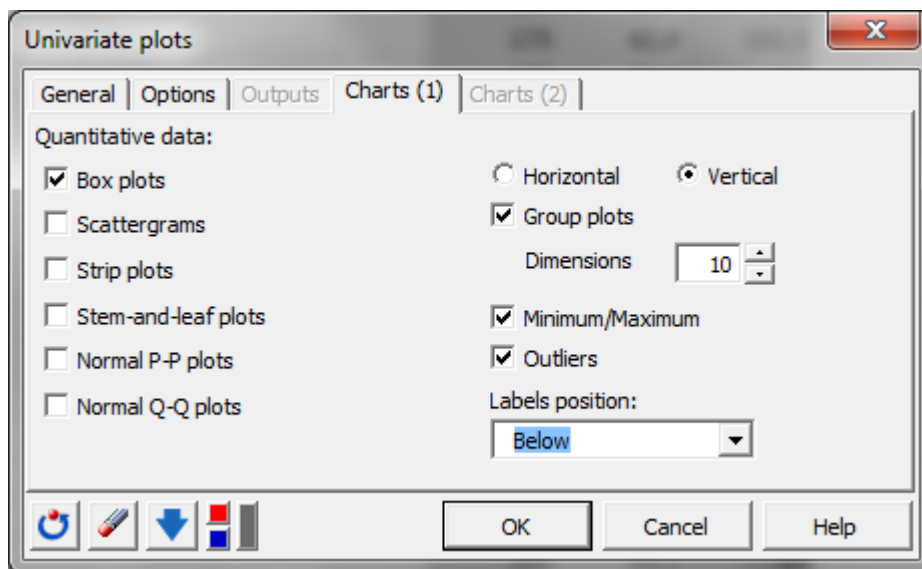 Univariate plots
General Options Outputs Charts (1) Charts (2)
Quantitative data:
Box plots
Scattergrams
Strip plots
Stem-and-leaf plots
Normal P-P plots
Normal Q-Q plots
Horizontal Vertical
Group plots
Dimensions 10
Minimum/Maximum
Outliers
Labels position:
Below
OK Cancel Help